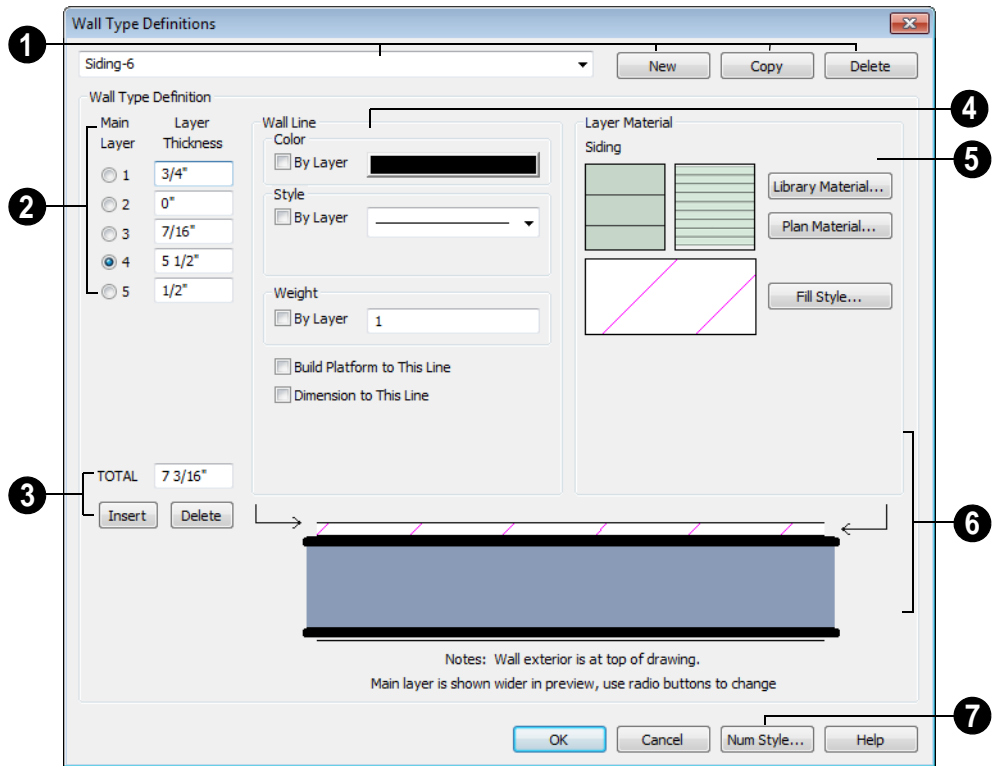 Wall Type Definitions
1
Siding-6
New
Copy
Delete
Wall Type Definition
Main Layer
Layer Thickness
2
1 3/4"
2 0"
3 7/16"
4 5 1/2"
5 1/2"
3
TOTAL 7 3/16"
Insert
Delete
4
Wall Line
Color
By Layer
Style
By Layer
Weight
By Layer 1
Build Platform to This Line
Dimension to This Line
5
Layer Material
Siding
Library Material...
Plan Material...
Fill Style...
6
Notes: Wall exterior is at top of drawing.
Main layer is shown wider in preview, use radio buttons to change
7
OK
Cancel
Num Style...
Help